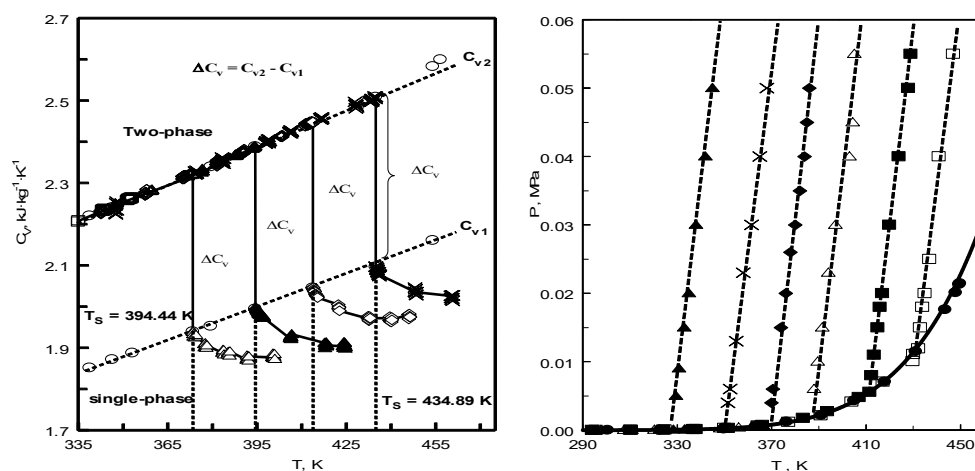 2.7
2.5
2.3
2.1
1.9
1.7
C_v, kJ·kg⁻¹·K⁻¹
ΔC_v = C_v2 - C_v1
C_v2
Two-phase
ΔC_v
ΔC_v
ΔC_v
ΔC_v
C_v1
T_S = 394.44 K
single-phase
T_S = 434.89 K
335 365 395 425 455
T, K
0.06
0.05
0.04
0.03
0.02
0.01
0.00
P, MPa
290 330 370 410 450
T, K